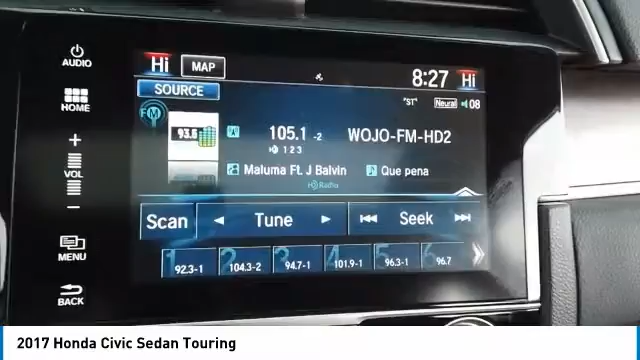 AUDIO
HOME
VOL
MENU
BACK
Hi MAP 8:27 Hi
SOURCE
"ST" Neural 08
FM
93.5
105.1 -2 WOJO-FM-HD2
HD 1 2 3
Maluma Ft. J Balvin Que pena
HD Radio
Scan Tune Seek
1 92.3-1 2 104.3-2 3 94.7-1 4 101.9-1 5 96.3-1 6 96.7
2017 Honda Civic Sedan Touring